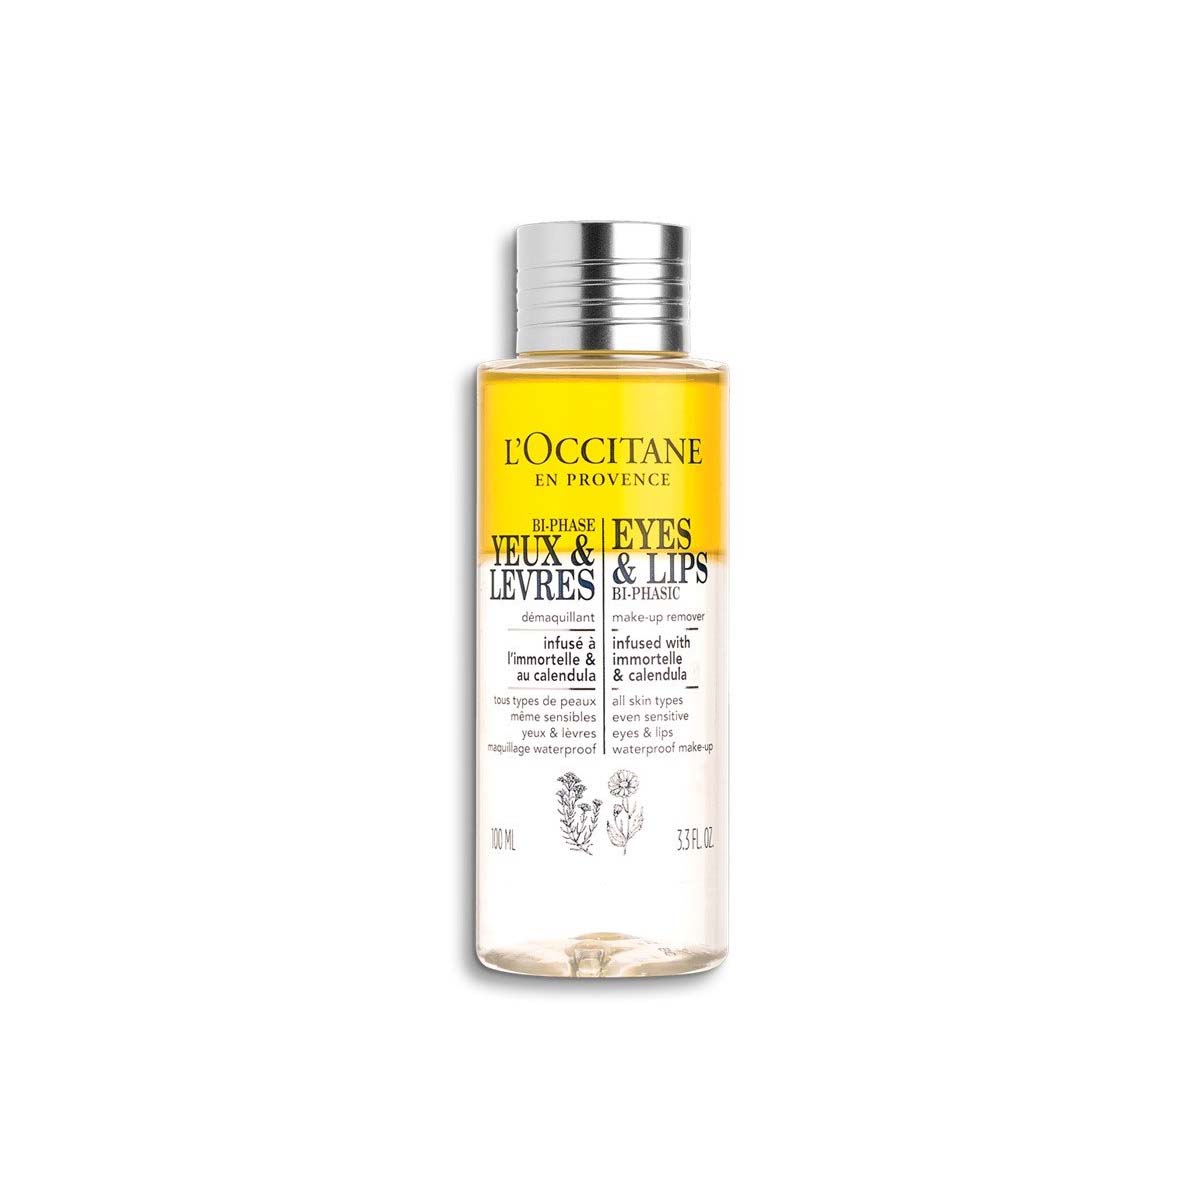 L'OCCITANE
EN PROVENCE
BI-PHASE
YEUX &
LEVRES
démaquillant
infusé à
l'immortelle &
au calendula
tous types de peaux
même sensibles
yeux & lèvres
maquillage waterproof
EYES
& LIPS
BI-PHASIC
make-up remover
infused with
immortelle
& calendula
all skin types
even sensitive
eyes & lips
waterproof make-up
100 ML
3.3 FL. OZ.